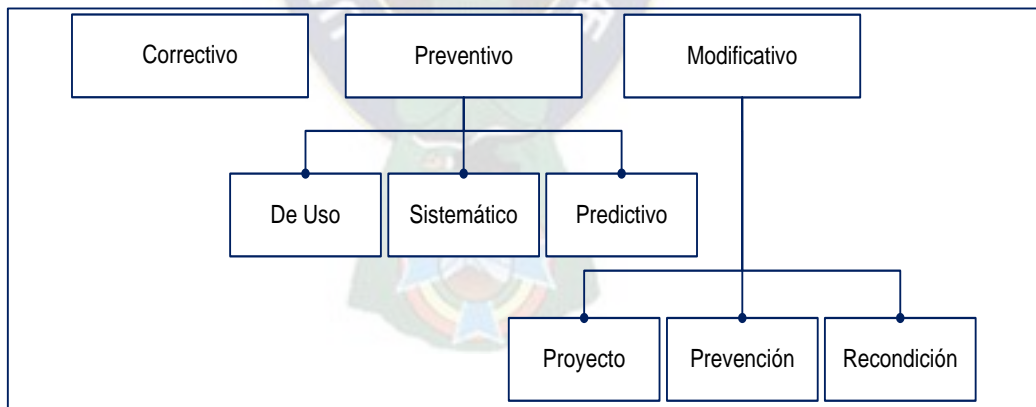 Correctivo
Preventivo
Modificativo
De Uso
Sistemático
Predictivo
Proyecto
Prevención
Recondición